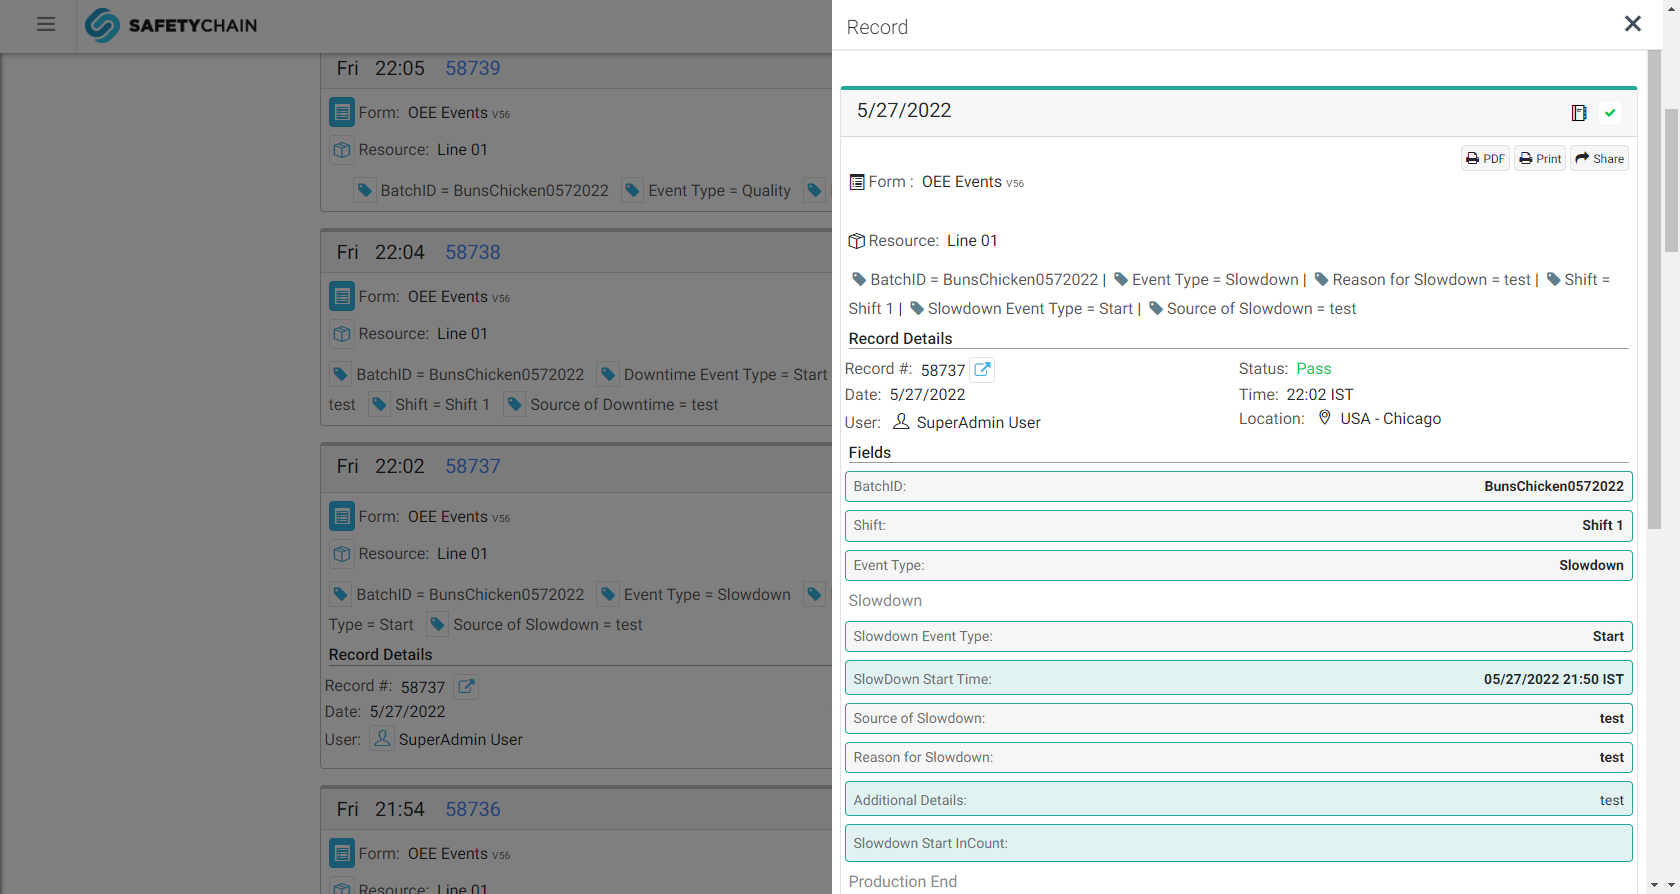 SAFETYCHAIN
Fri 22:05 58739
Form: OEE Events V56
Resource: Line 01
BatchID = BunsChicken0572022 Event Type = Quality
Fri 22:04 58738
Form: OEE Events V56
Resource: Line 01
BatchID = BunsChicken0572022 Downtime Event Type = Start
test Shift = Shift 1 Source of Downtime = test
Fri 22:02 58737
Form: OEE Events V56
Resource: Line 01
BatchID = BunsChicken0572022 Event Type = Slowdown
Type = Start Source of Slowdown = test
Record Details
Record #: 58737
Date: 5/27/2022
User: SuperAdmin User
Fri 21:54 58736
Form: OEE Events V56
Resource: Line 01
Record
5/27/2022
PDF Print Share
Form : OEE Events V56
Resource: Line 01
BatchID = BunsChicken0572022 | Event Type = Slowdown | Reason for Slowdown = test | Shift =
Shift 1 | Slowdown Event Type = Start | Source of Slowdown = test
Record Details
Record #: 58737 Status: Pass
Date: 5/27/2022 Time: 22:02 IST
User: SuperAdmin User Location: USA - Chicago
Fields
BatchID: BunsChicken0572022
Shift: Shift 1
Event Type: Slowdown
Slowdown
Slowdown Event Type: Start
SlowDown Start Time: 05/27/2022 21:50 IST
Source of Slowdown: test
Reason for Slowdown: test
Additional Details: test
Slowdown Start InCount:
Production End